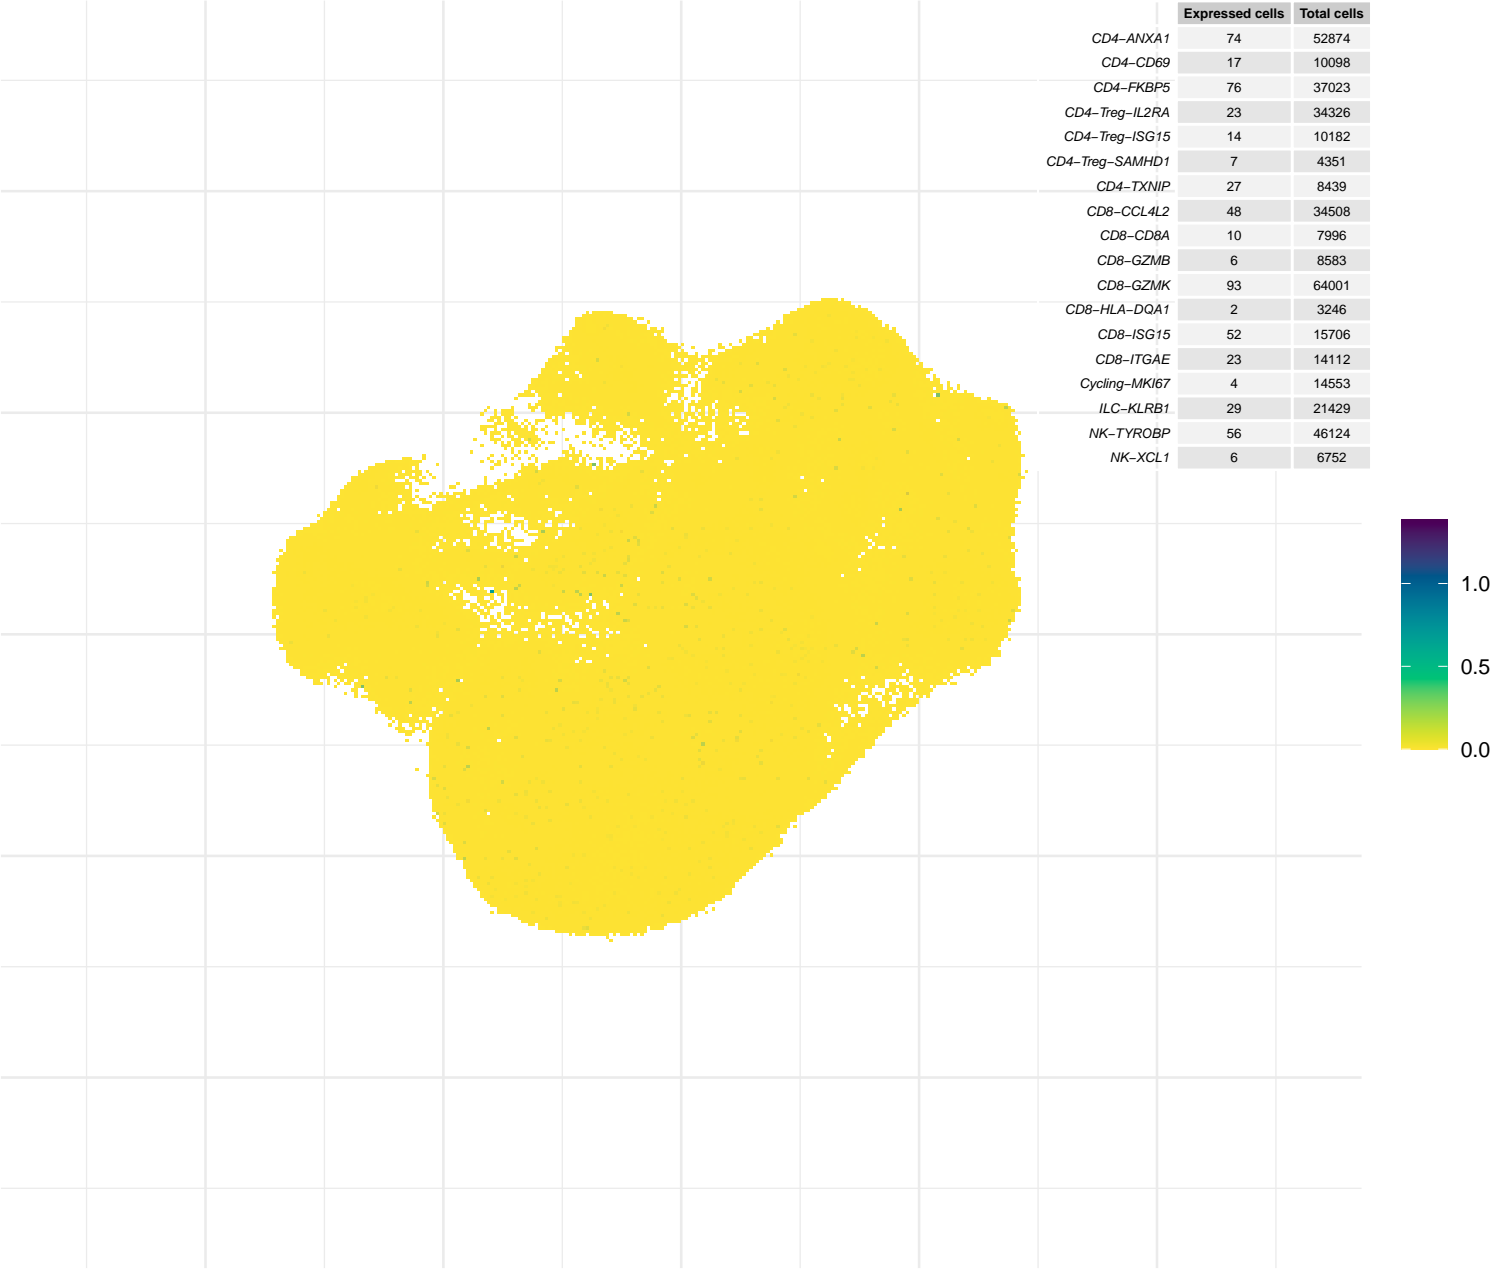 Expressed cells Total cells
CD4−ANXA1 74 52874
CD4−CD69 17 10098
CD4−FKBP5 76 37023
CD4−Treg−IL2RA 23 34326
CD4−Treg−ISG15 14 10182
CD4−Treg−SAMHD1 7 4351
CD4−TXNIP 27 8439
CD8−CCL4L2 48 34508
CD8−CD8A 10 7996
CD8−GZMB 6 8583
CD8−GZMK 93 64001
CD8−HLA−DQA1 2 3246
CD8−ISG15 52 15706
CD8−ITGAE 23 14112
Cycling−MKI67 4 14553
ILC−KLRB1 29 21429
NK−TYROBP 56 46124
NK−XCL1 6 6752
1.0
0.5
0.0